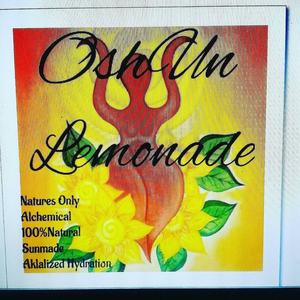 OshUn
Lemonade
Natures Only
Alchemical
100%Natural
Sunmade
Aklalized Hydration